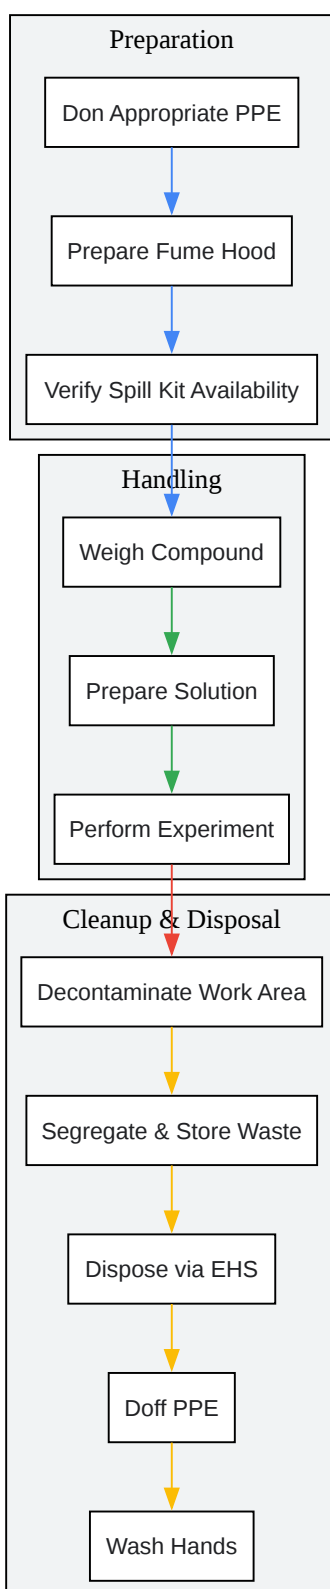 Preparation
Don Appropriate PPE
Prepare Fume Hood
Verify Spill Kit Availability
Handling
Weigh Compound
Prepare Solution
Perform Experiment
Cleanup & Disposal
Decontaminate Work Area
Segregate & Store Waste
Dispose via EHS
Doff PPE
Wash Hands